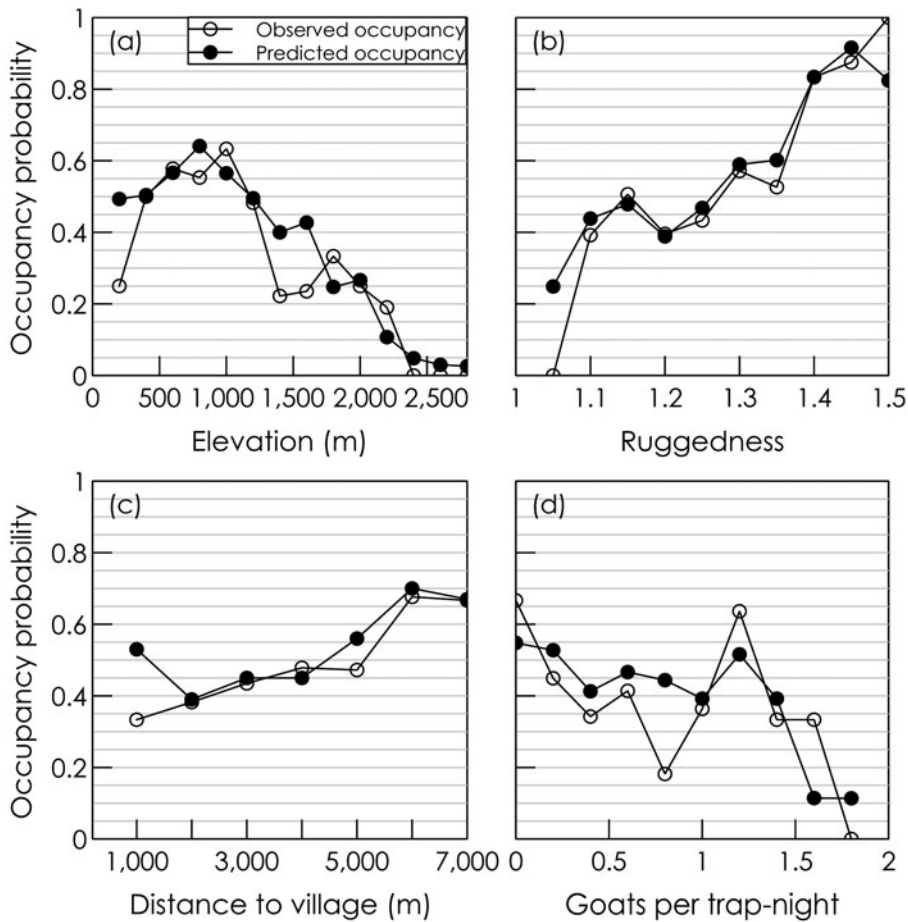 (a)
Observed occupancy
Predicted occupancy
Occupancy probability
1
0.8
0.6
0.4
0.2
0
0 500 1,000 1,500 2,000 2,500
Elevation (m)
(b)
1 1.1 1.2 1.3 1.4 1.5
Ruggedness
(c)
Occupancy probability
1
0.8
0.6
0.4
0.2
0
1,000 3,000 5,000 7,000
Distance to village (m)
(d)
0 0.5 1 1.5 2
Goats per trap-night